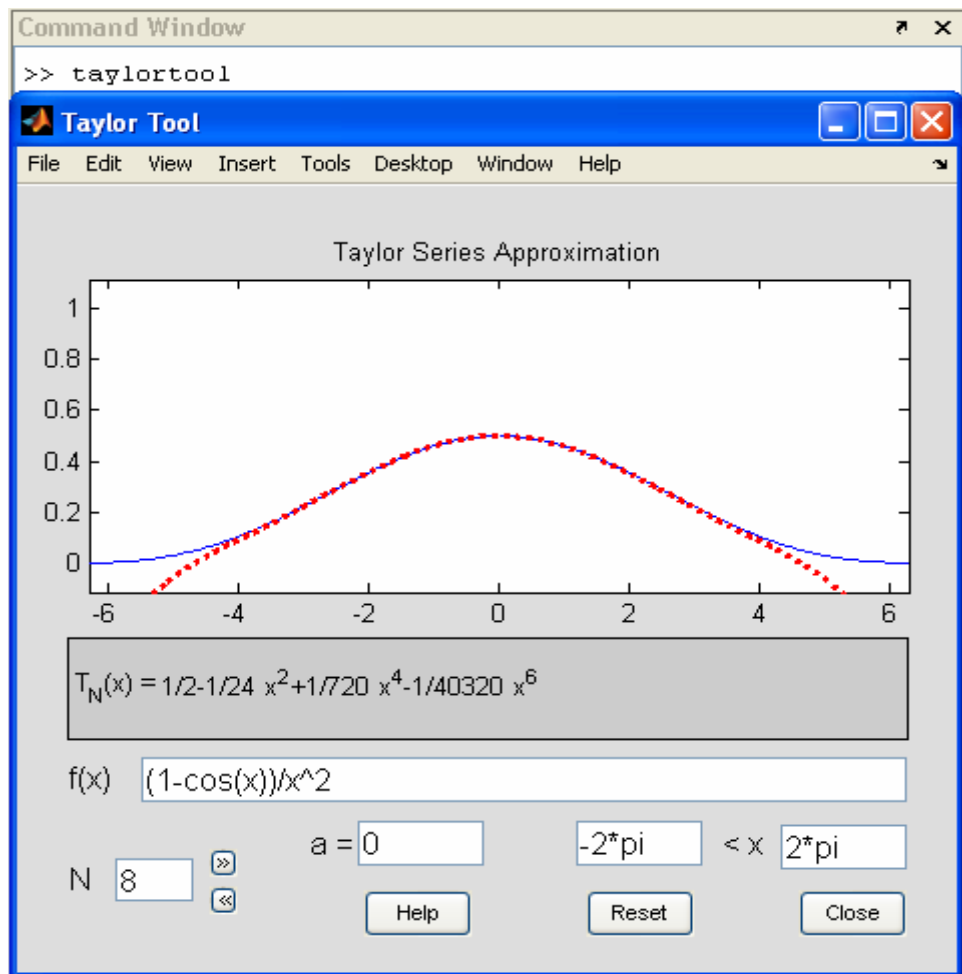 Command Window
>> taylortool
Taylor Tool
File Edit View Insert Tools Desktop Window Help
Taylor Series Approximation
1
0.8
0.6
0.4
0.2
0
-6 -4 -2 0 2 4 6
T_N(x) = 1/2-1/24 x^2+1/720 x^4-1/40320 x^6
f(x) (1-cos(x))/x^2
N 8 >> << a = 0 -2*pi < x 2*pi
Help Reset Close